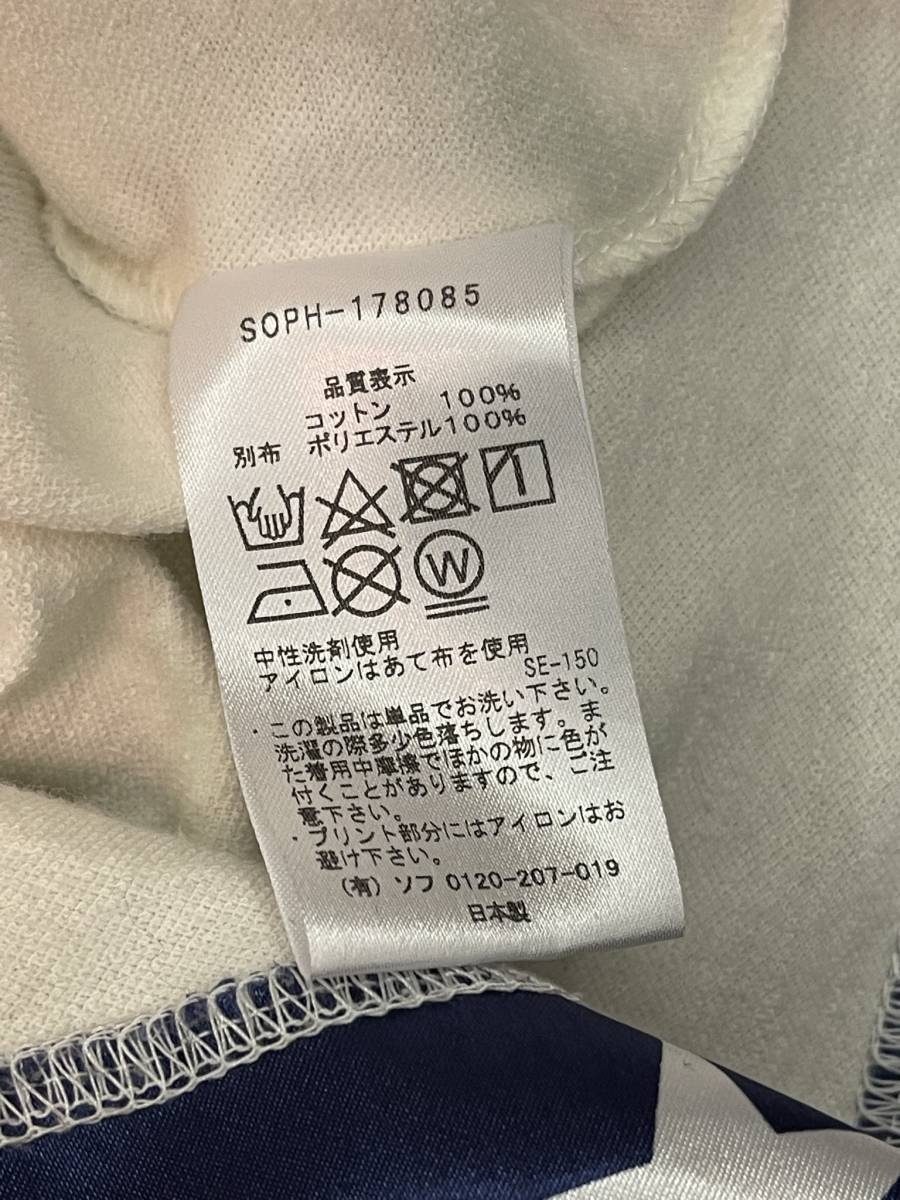 SOPH-178085
品質表示
コットン 100%
別布 ポリエステル100%
W
中性洗剤使用
アイロンはあて布を使用
SE-150
・この製品は単品でお洗い下さい。
洗濯の際多少色落ちします。ま
た着用中摩擦でほかの物に色が
付くことがありますので、ご注
意下さい。
・プリント部分にはアイロンはお
避け下さい。
(有) ソフ 0120-207-019
日本製